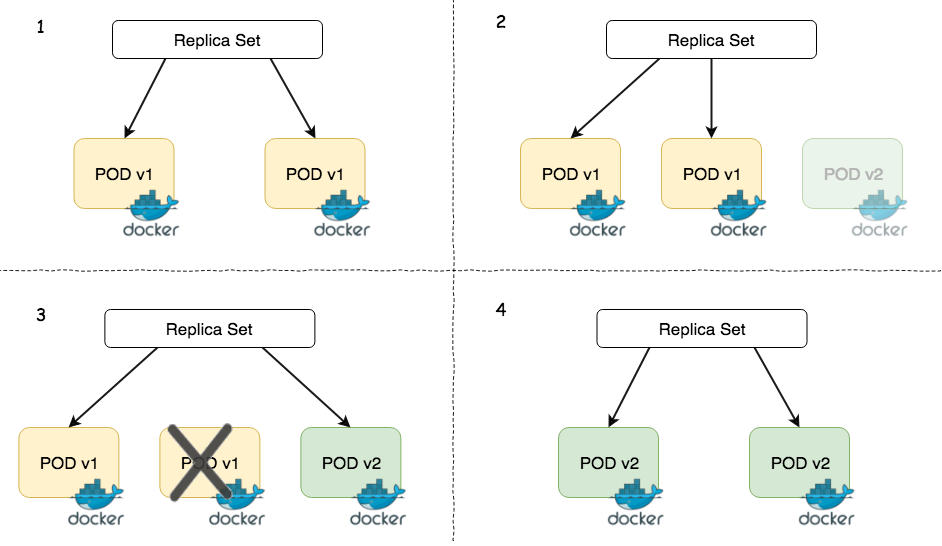 1
Replica Set
POD v1
docker
POD v1
docker
2
Replica Set
POD v1
docker
POD v1
docker
POD v2
docker
3
Replica Set
POD v1
docker
POD v1
docker
POD v2
docker
4
Replica Set
POD v2
docker
POD v2
docker